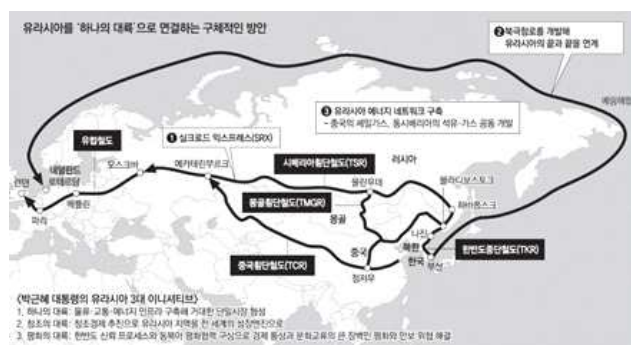 유라시아를 '하나의 대륙'으로 연결하는 구체적인 방안
❷북극항로를 개발해
유라시아의 끝과 끝을 연계
❸ 유라시아 에너지 네트워크 구축
- 중국의 셰일가스, 동시베리아의 석유·가스 공동 개발
❶ 실크로드 익스프레스(SRX)
유럽철도
시베리아횡단철도(TSR)
러시아
예카테린부르크
모스크바
네덜란드
로테르담
런던
파리
베를린
울란우데
블라디보스토크
하바롭스크
몽골횡단철도(TMGR)
몽골
나진
북한
한반도종단철도(TKR)
중국
한국
부산
중국횡단철도(TCR)
정저우
<박근혜 대통령의 유라시아 3대 이니셔티브>
1. 하나의 대륙: 물류·교통·에너지 인프라 구축해 거대한 단일시장 형성
2. 창조의 대륙: 창조경제 추진으로 유라시아 지역을 전 세계의 성장엔진으로
3. 평화의 대륙: 한반도 신뢰 프로세스와 동북아 평화협력 구상으로 경제 통상과 문화교류의 큰 장벽인 평화와 안보 위협 해결